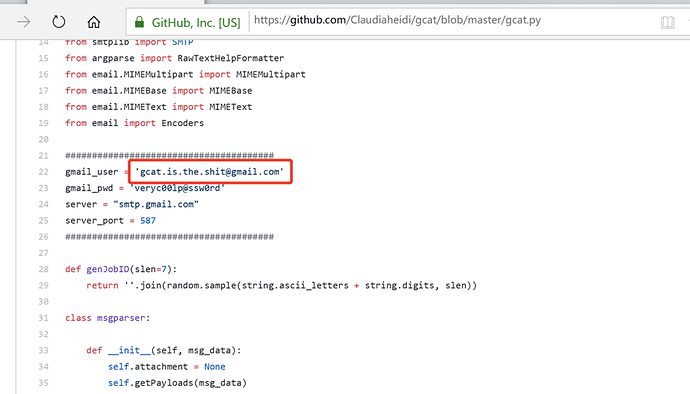 GitHub, Inc. [US]
https://github.com/Claudiaheidi/gcat/blob/master/gcat.py
14 from smtplib import SMTP
15 from argparse import RawTextHelpFormatter
16 from email.MIMEMultipart import MIMEMultipart
17 from email.MIMEBase import MIMEBase
18 from email.MIMEText import MIMEText
19 from email import Encoders
20
21 #######################################
22 gmail_user = 'gcat.is.the.shit@gmail.com'
23 gmail_pwd = 'veryc00lp@ssw0rd'
24 server = "smtp.gmail.com"
25 server_port = 587
26 #######################################
27
28 def genJobID(slen=7):
29 return ''.join(random.sample(string.ascii_letters + string.digits, slen))
30
31 class msgparser:
32
33 def __init__(self, msg_data):
34 self.attachment = None
35 self.getPayloads(msg_data)